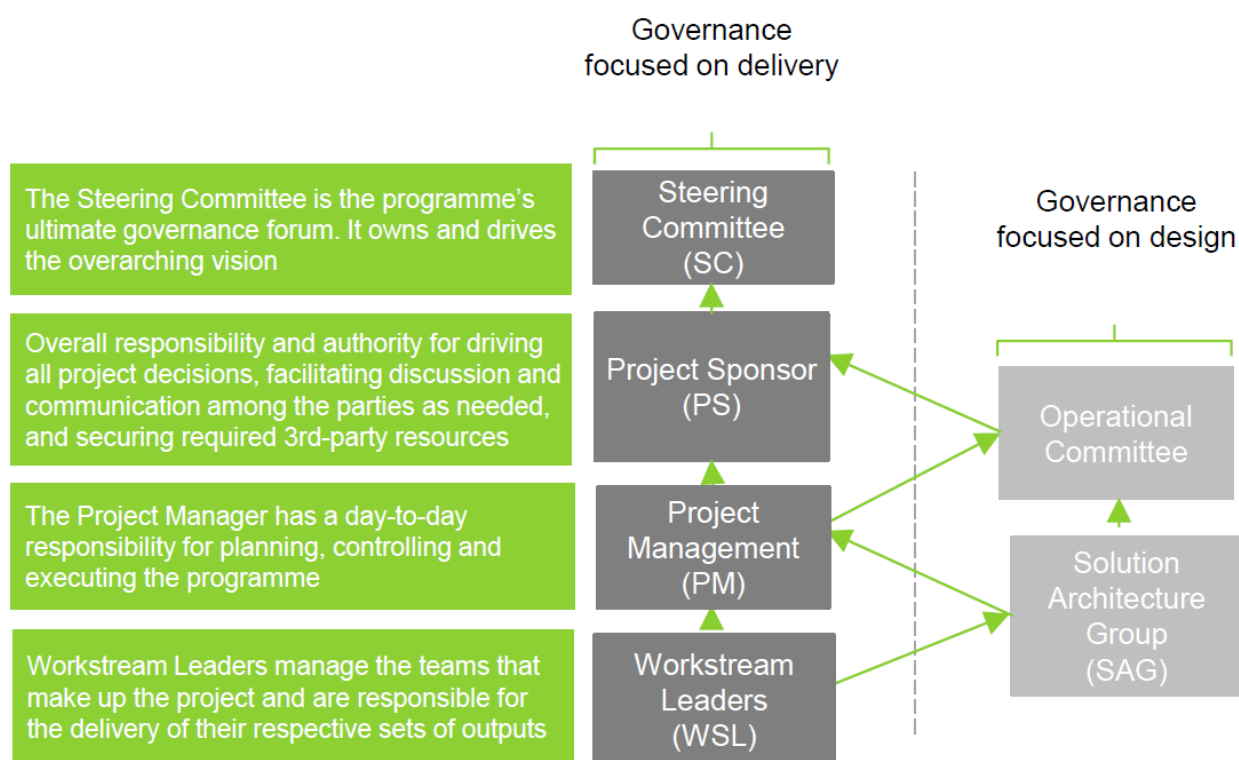 Governance
focused on delivery
The Steering Committee is the programme's
ultimate governance forum. It owns and drives
the overarching vision
Steering
Committee
(SC)
Governance
focused on design
Overall responsibility and authority for driving
all project decisions, facilitating discussion and
communication among the parties as needed,
and securing required 3rd-party resources
Project Sponsor
(PS)
Operational
Committee
The Project Manager has a day-to-day
responsibility for planning, controlling and
executing the programme
Project
Management
(PM)
Solution
Architecture
Group
(SAG)
Workstream Leaders manage the teams that
make up the project and are responsible for
the delivery of their respective sets of outputs
Workstream
Leaders
(WSL)